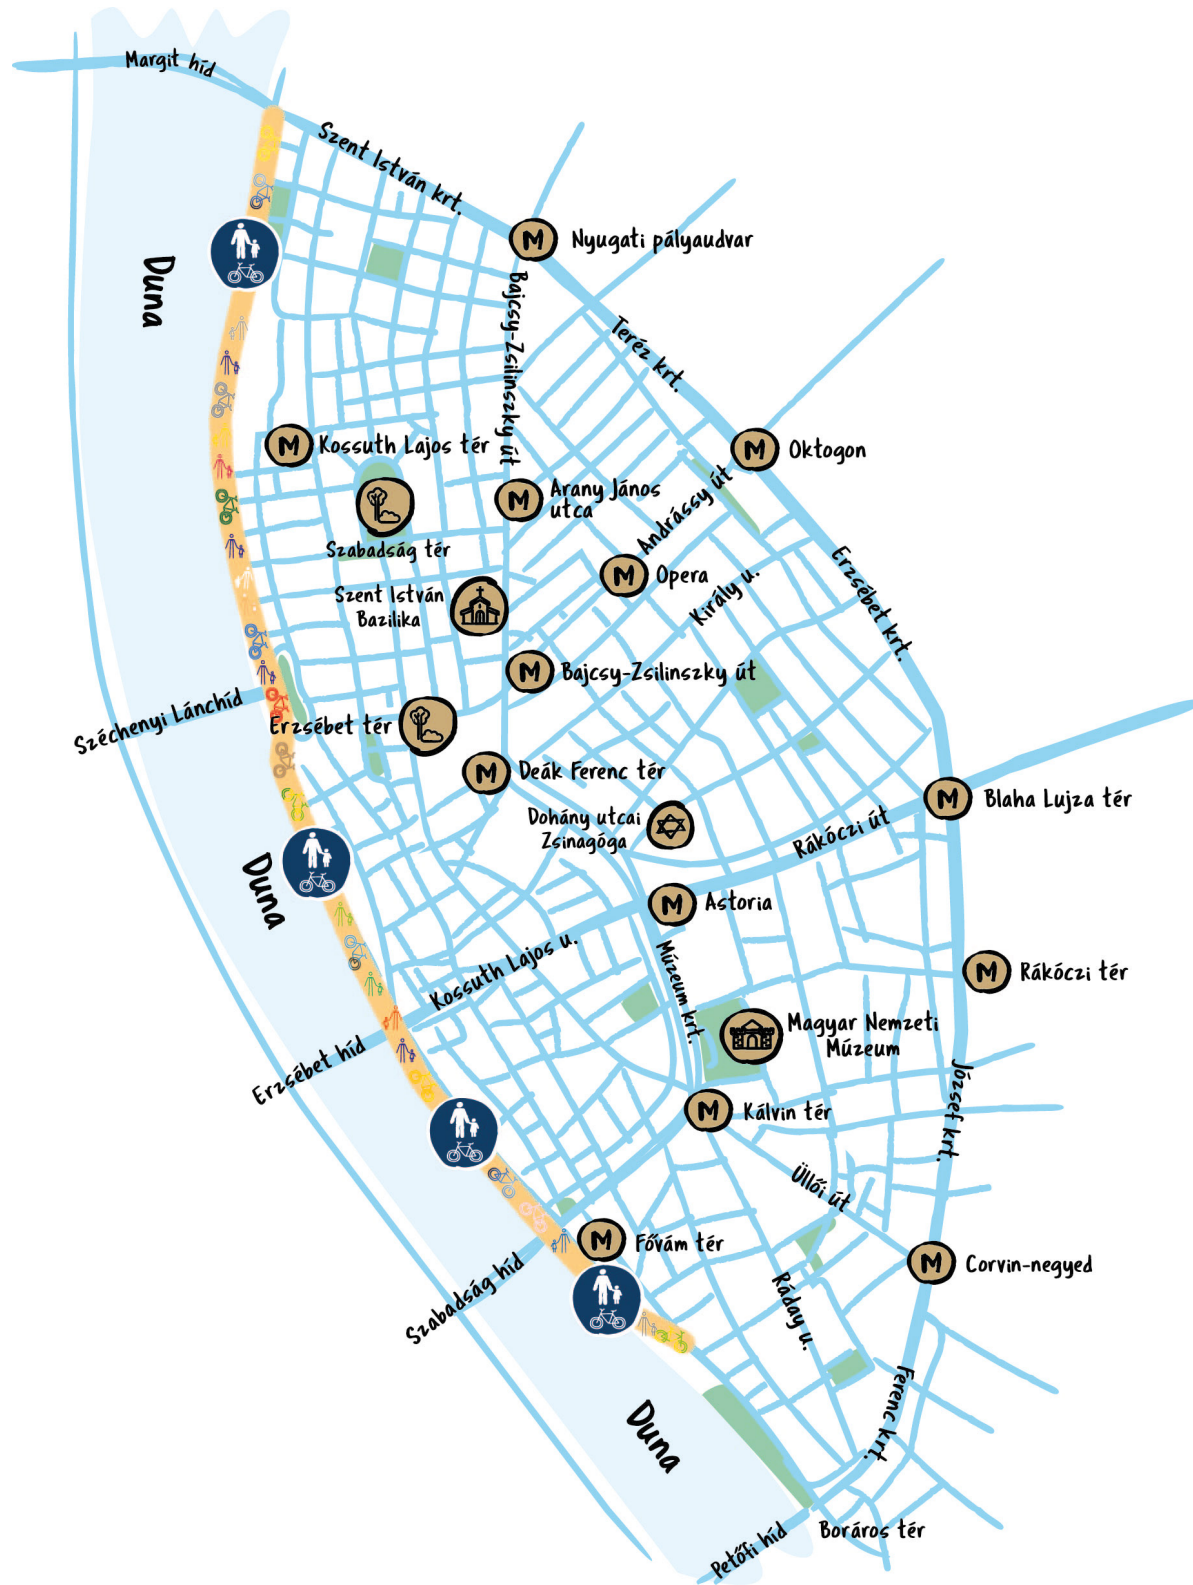 Margit híd
Szent István krt.
M
Nyugati pályaudvar
Duna
Bajcsy-Zsilinszky út
Teréz krt.
M
Kossuth Lajos tér
M
Oktogon
M
Arany János
utca
Andrássy út
Szabadság tér
M
Opera
Erzsébet krt.
Szent István
Bazilika
Király u.
M
Bajcsy-Zsilinszky út
Széchenyi Lánchíd
Erzsébet tér
M
Deák Ferenc tér
M
Blaha Lujza tér
Dohány utcai
Zsinagóga
Rákóczi út
Duna
M
Astoria
Kossuth Lajos u.
Múzeum krt.
M
Rákóczi tér
Magyar Nemzeti
Múzeum
Erzsébet híd
M
Kálvin tér
József krt.
Üllői út
M
Fővám tér
M
Corvin-negyed
Szabadság híd
Ráday u.
Ferenc krt.
Duna
Boráros tér
Petőfi híd